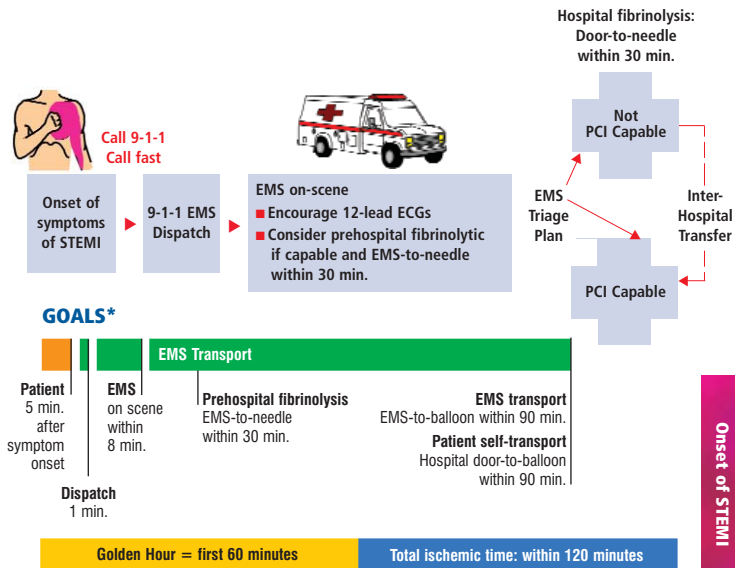 Hospital fibrinolysis:
Door-to-needle
within 30 min.
Not
PCI Capable
Call 9-1-1
Call fast
Onset of
symptoms
of STEMI
9-1-1 EMS
Dispatch
EMS on-scene
■ Encourage 12-lead ECGs
■ Consider prehospital fibrinolytic
if capable and EMS-to-needle
within 30 min.
EMS
Triage
Plan
Inter-
Hospital
Transfer
PCI Capable
GOALS*
EMS Transport
Patient
5 min.
after
symptom
onset
Dispatch
1 min.
EMS
on scene
within
8 min.
Prehospital fibrinolysis
EMS-to-needle
within 30 min.
EMS transport
EMS-to-balloon within 90 min.
Patient self-transport
Hospital door-to-balloon
within 90 min.
Onset of STEMI
Golden Hour = first 60 minutes
Total ischemic time: within 120 minutes